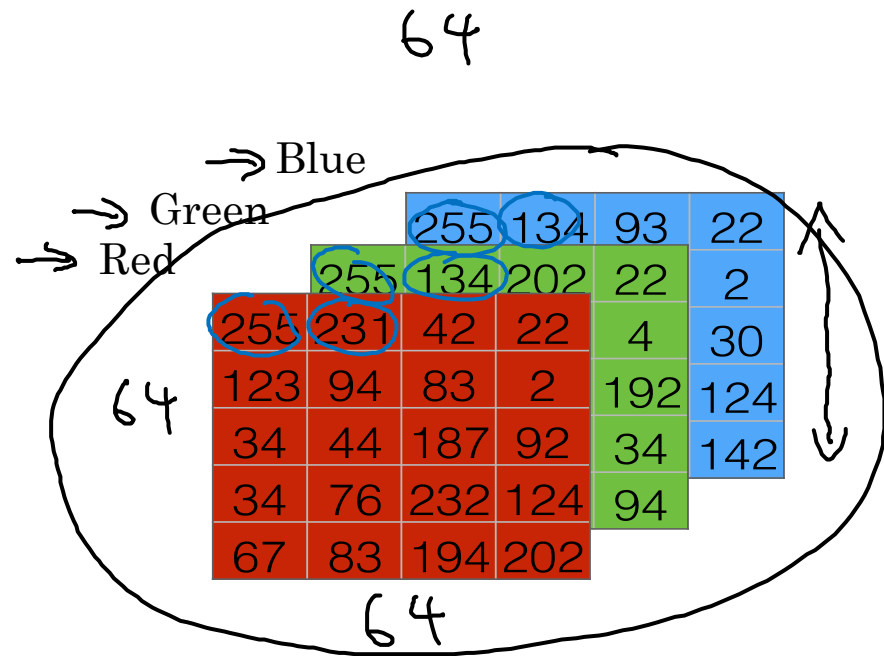 64
→ Blue
→ Green
→ Red
255 134 93 22
255 134 202 22 2
255 231 42 22 4 30
123 94 83 2 192 124
64
34 44 187 92 34 142
34 76 232 124 94
67 83 194 202
64